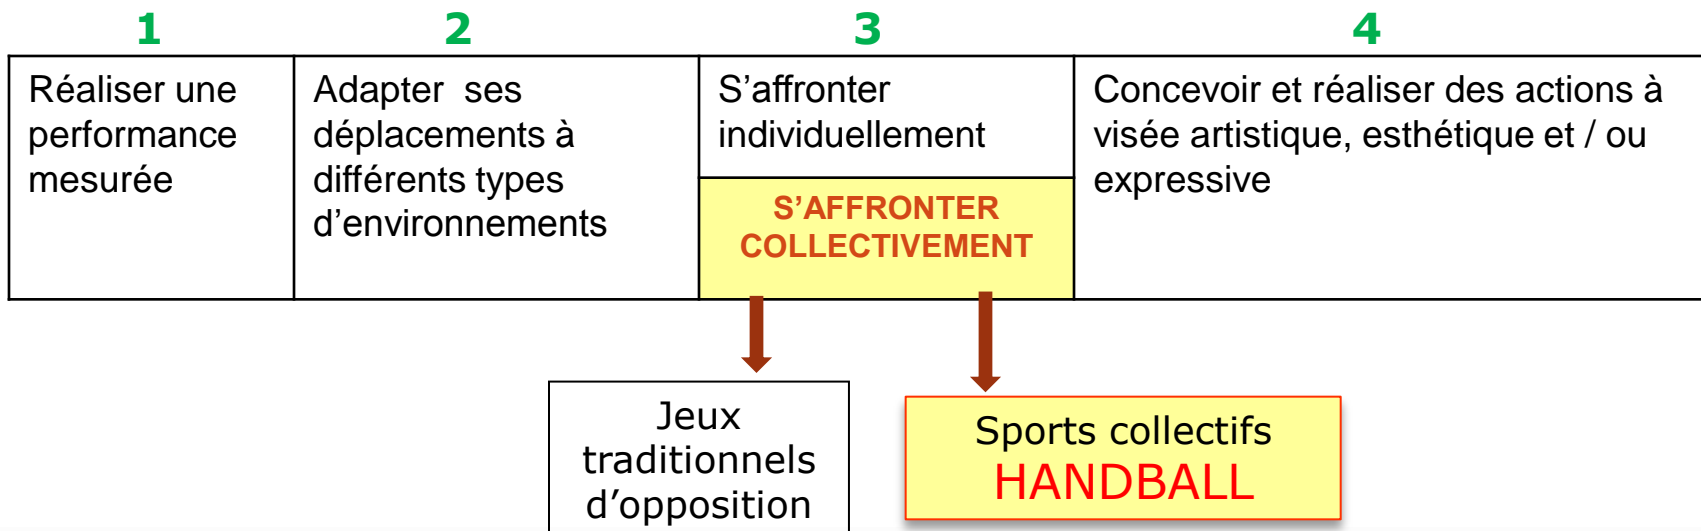 1
2
3
4
Réaliser une
performance
mesurée
Adapter ses
déplacements à
différents types
d'environnements
S'affronter
individuellement
S'AFFRONTER
COLLECTIVEMENT
Concevoir et réaliser des actions à
visée artistique, esthétique et / ou
expressive
Jeux
traditionnels
d'opposition
Sports collectifs
HANDBALL